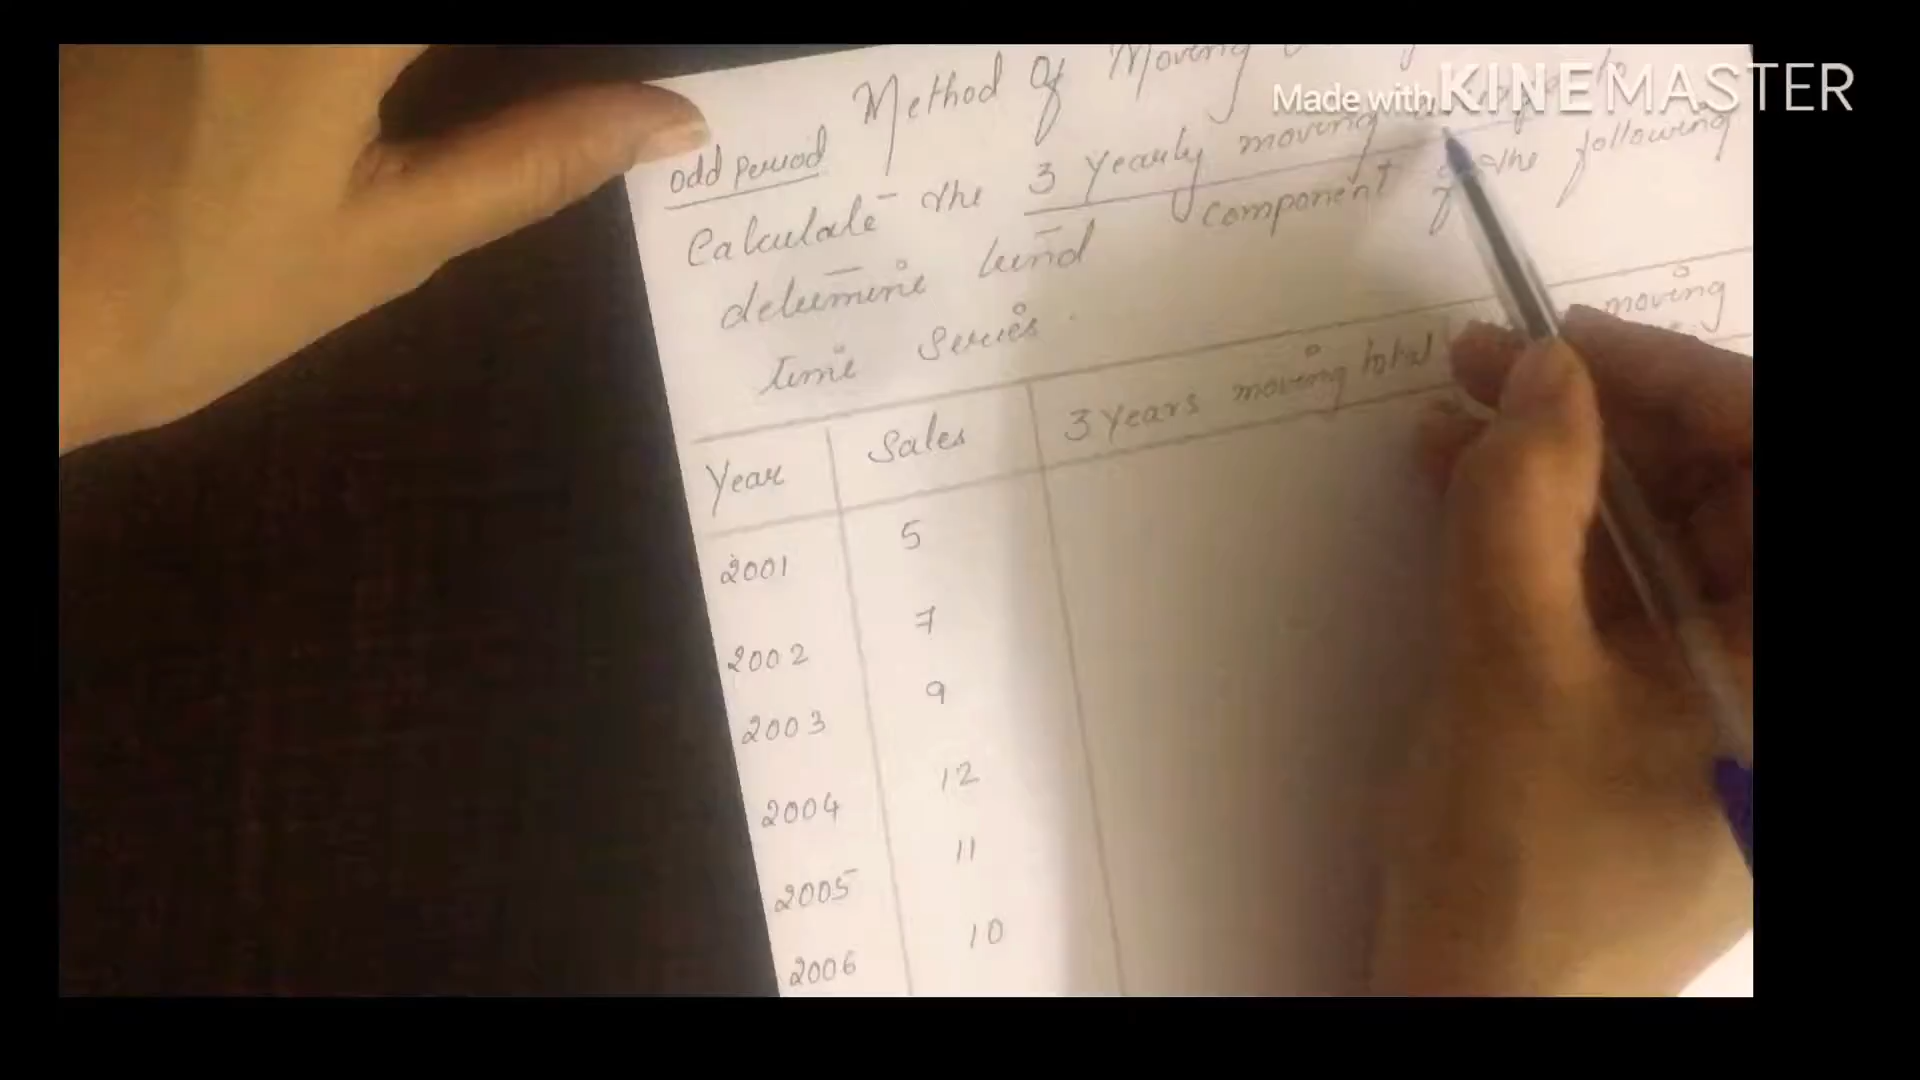 Method of Moving
Made with KINEMASTER
odd period
Calculate the 3 yearly moving
determine trend component of the following
time series.
Year Sales 3 years moving total moving
2001 5
2002 7
2003 9
2004 12
2005 11
2006 10